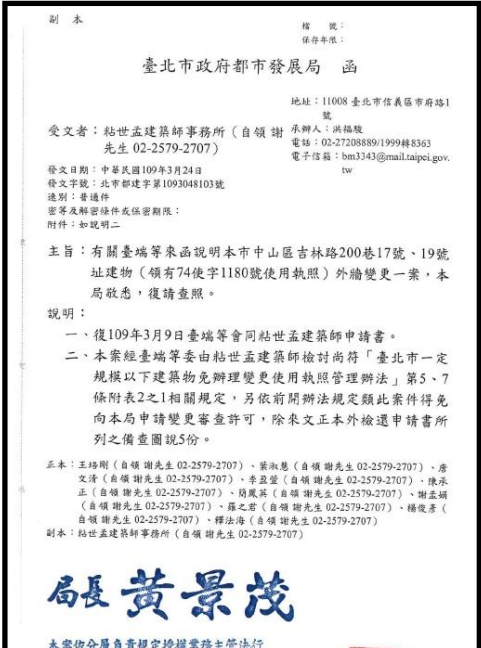 副本
檔　號：
保存年限：
臺北市政府都市發展局　函
地址：11008 臺北市信義區市府路1
號
承辦人：洪福駿
電話：02-27208889/1999轉8363
電子信箱：bm3343@mail.taipei.gov.
tw
受文者：粘世孟建築師事務所（自領 謝
先生 02-2579-2707）
發文日期：中華民國109年3月24日
發文字號：北市都建字第1093048103號
速別：普通件
密等及解密條件或保密期限：
附件：如說明二
主旨：有關臺端等來函說明本市中山區吉林路200巷17號、19號
址建物（領有74使字1180號使用執照）外牆變更一案，本
局敬悉，復請查照。
說明：
一、復109年3月9日臺端等會同粘世孟建築師申請書。
二、本案經臺端等委由粘世孟建築師檢討尚符「臺北市一定
規模以下建築物免辦理變更使用執照管理辦法」第5、7
條附表2之1相關規定，另依前開辦法規定類此案件得免
向本局申請變更審查許可，除來文正本外檢還申請書所
列之備查圖說5份。
正本：王培剛（自領 謝先生 02-2579-2707）、葉淑慧（自領 謝先生 02-2579-2707）、唐
文清（自領 謝先生 02-2579-2707）、李盈萱（自領 謝先生 02-2579-2707）、陳承
正（自領 謝先生 02-2579-2707）、簡鳳英（自領 謝先生 02-2579-2707）、謝孟娟
（自領 謝先生 02-2579-2707）、羅之君（自領 謝先生 02-2579-2707）、楊俊彥（
自領 謝先生 02-2579-2707）、釋法海（自領 謝先生 02-2579-2707）
副本：粘世孟建築師事務所（自領 謝先生 02-2579-2707）
局長 黃景茂
本案依分層負責規定授權業務主管決行